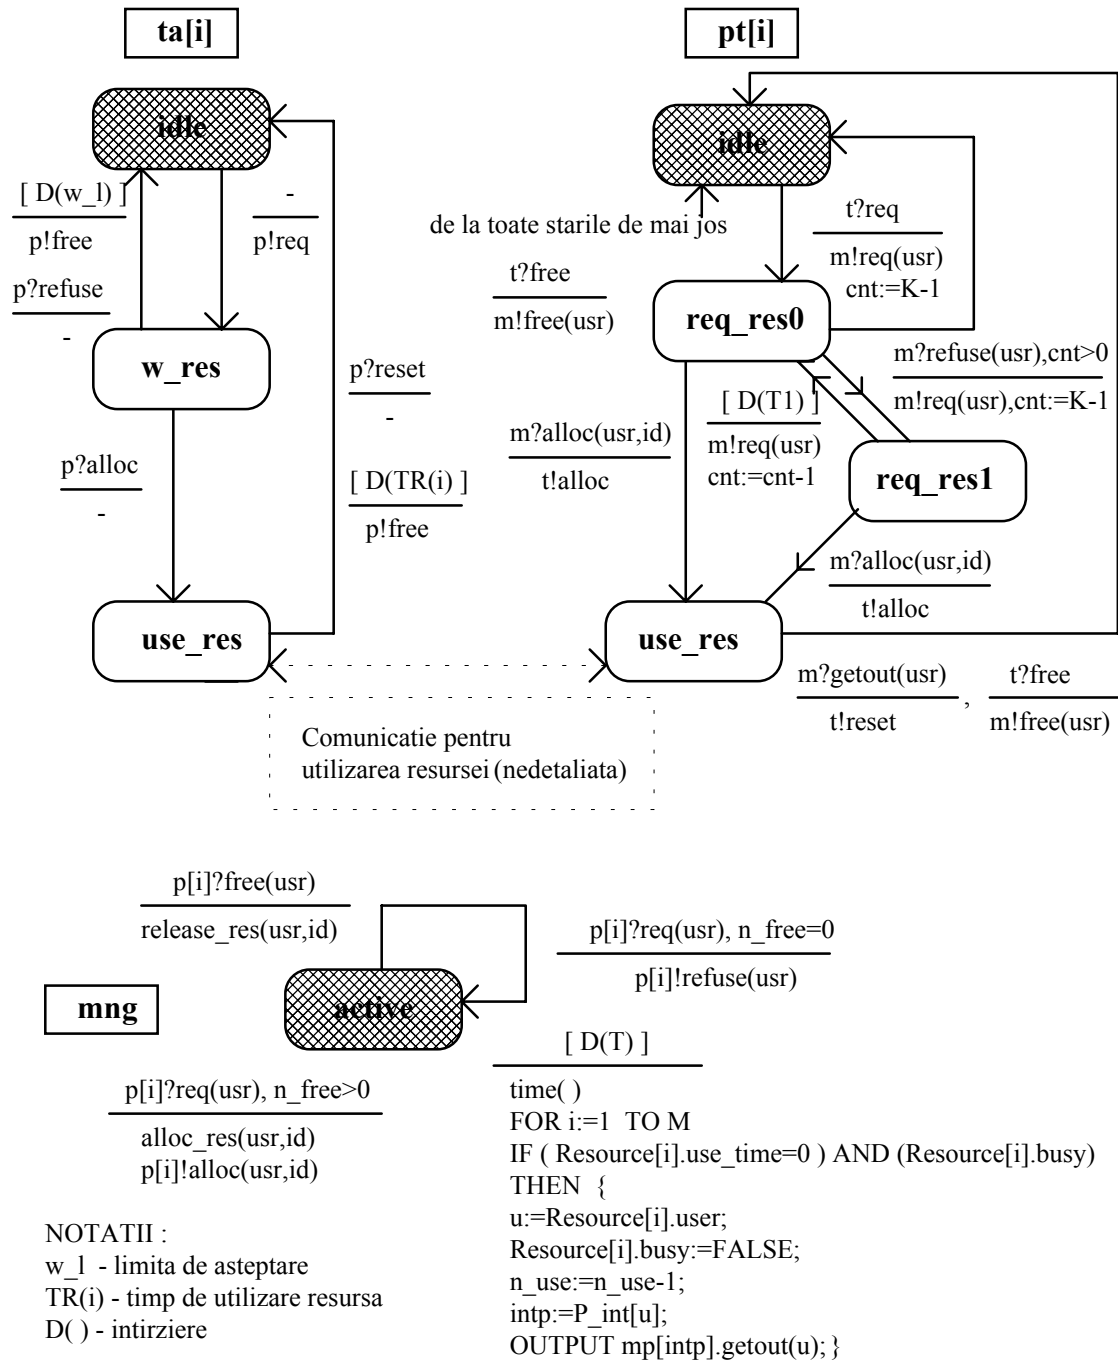 ta[i]
idle
[ D(w_l) ]
p!free
p?refuse
-
-
p!req
w_res
p?alloc
-
p?reset
-
[ D(TR(i) ]
p!free
use_res
pt[i]
idle
de la toate starile de mai jos
t?free
m!free(usr)
t?req
m!req(usr)
cnt:=K-1
req_res0
m?refuse(usr),cnt>0
m!req(usr),cnt:=K-1
[ D(T1) ]
m!req(usr)
cnt:=cnt-1
m?alloc(usr,id)
t!alloc
req_res1
m?alloc(usr,id)
t!alloc
use_res
m?getout(usr)
t!reset
,
t?free
m!free(usr)
Comunicatie pentru
utilizarea resursei (nedetaliata)
p[i]?free(usr)
release_res(usr,id)
p[i]?req(usr), n_free=0
p[i]!refuse(usr)
mng
active
p[i]?req(usr), n_free>0
alloc_res(usr,id)
p[i]!alloc(usr,id)
[ D(T) ]
time( )
FOR i:=1 TO M
IF ( Resource[i].use_time=0 ) AND (Resource[i].busy)
THEN {
u:=Resource[i].user;
Resource[i].busy:=FALSE;
n_use:=n_use-1;
intp:=P_int[u];
OUTPUT mp[intp].getout(u); }
NOTATII :
w_l - limita de asteptare
TR(i) - timp de utilizare resursa
D( ) - intirziere